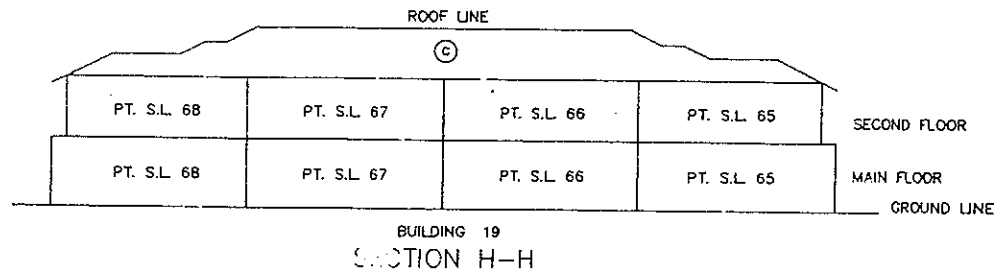 ROOF LINE
C
PT. S.L. 68 PT. S.L. 67 PT. S.L. 66 PT. S.L. 65 SECOND FLOOR
PT. S.L. 68 PT. S.L. 67 PT. S.L. 66 PT. S.L. 65 MAIN FLOOR
GROUND LINE
BUILDING 19
SECTION H-H